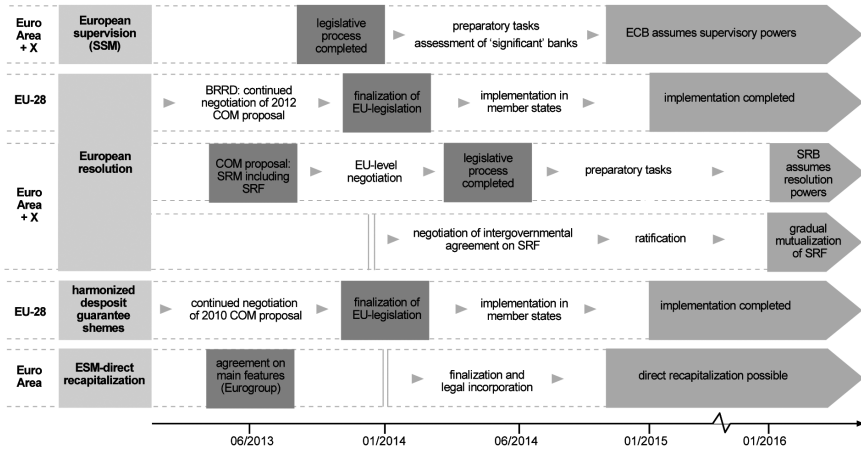 Euro
Area
+ X
European
supervision
(SSM)
legislative
process
completed
preparatory tasks
assessment of ‘significant’ banks
ECB assumes supervisory powers
EU-28
European
resolution
BRRD: continued
negotiation of 2012
COM proposal
finalization of
EU-legislation
implementation in
member states
implementation completed
Euro
Area
+ X
COM proposal:
SRM including
SRF
EU-level
negotiation
legislative
process
completed
preparatory tasks
SRB
assumes
resolution
powers
negotiation of intergovernmental
agreement on SRF
ratification
gradual
mutualization
of SRF
EU-28
harmonized
desposit
guarantee
shemes
continued negotiation
of 2010 COM proposal
finalization of
EU-legislation
implementation in
member states
implementation completed
Euro
Area
ESM-direct
recapitalization
agreement on
main features
(Eurogroup)
finalization and
legal incorporation
direct recapitalization possible
06/2013
01/2014
06/2014
01/2015
01/2016